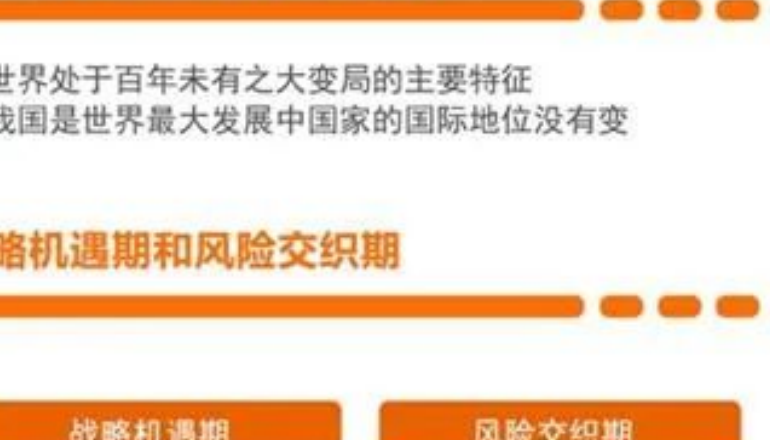 世界处于百年未有之大变局的主要特征
我国是世界最大发展中国家的国际地位没有变
略机遇期和风险交织期
战略机遇期
风险交织期